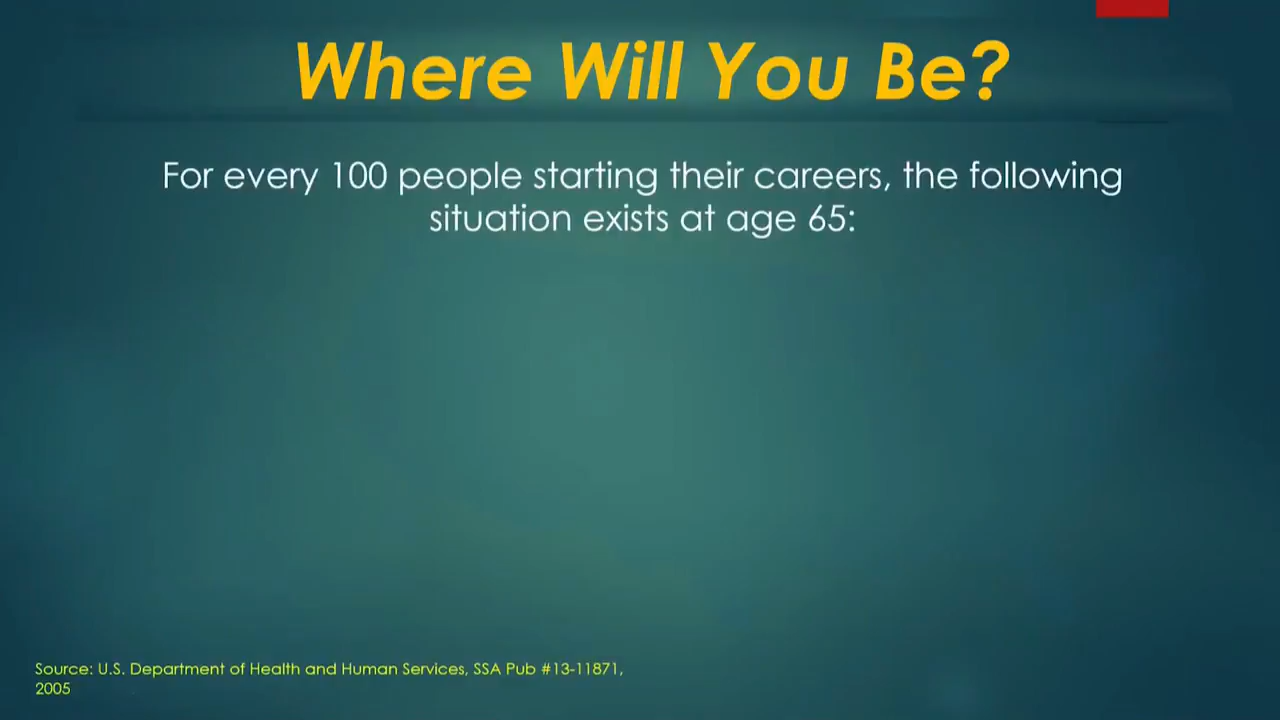 Where Will You Be?
For every 100 people starting their careers, the following
situation exists at age 65:
Source: U.S. Department of Health and Human Services, SSA Pub #13-11871,
2005